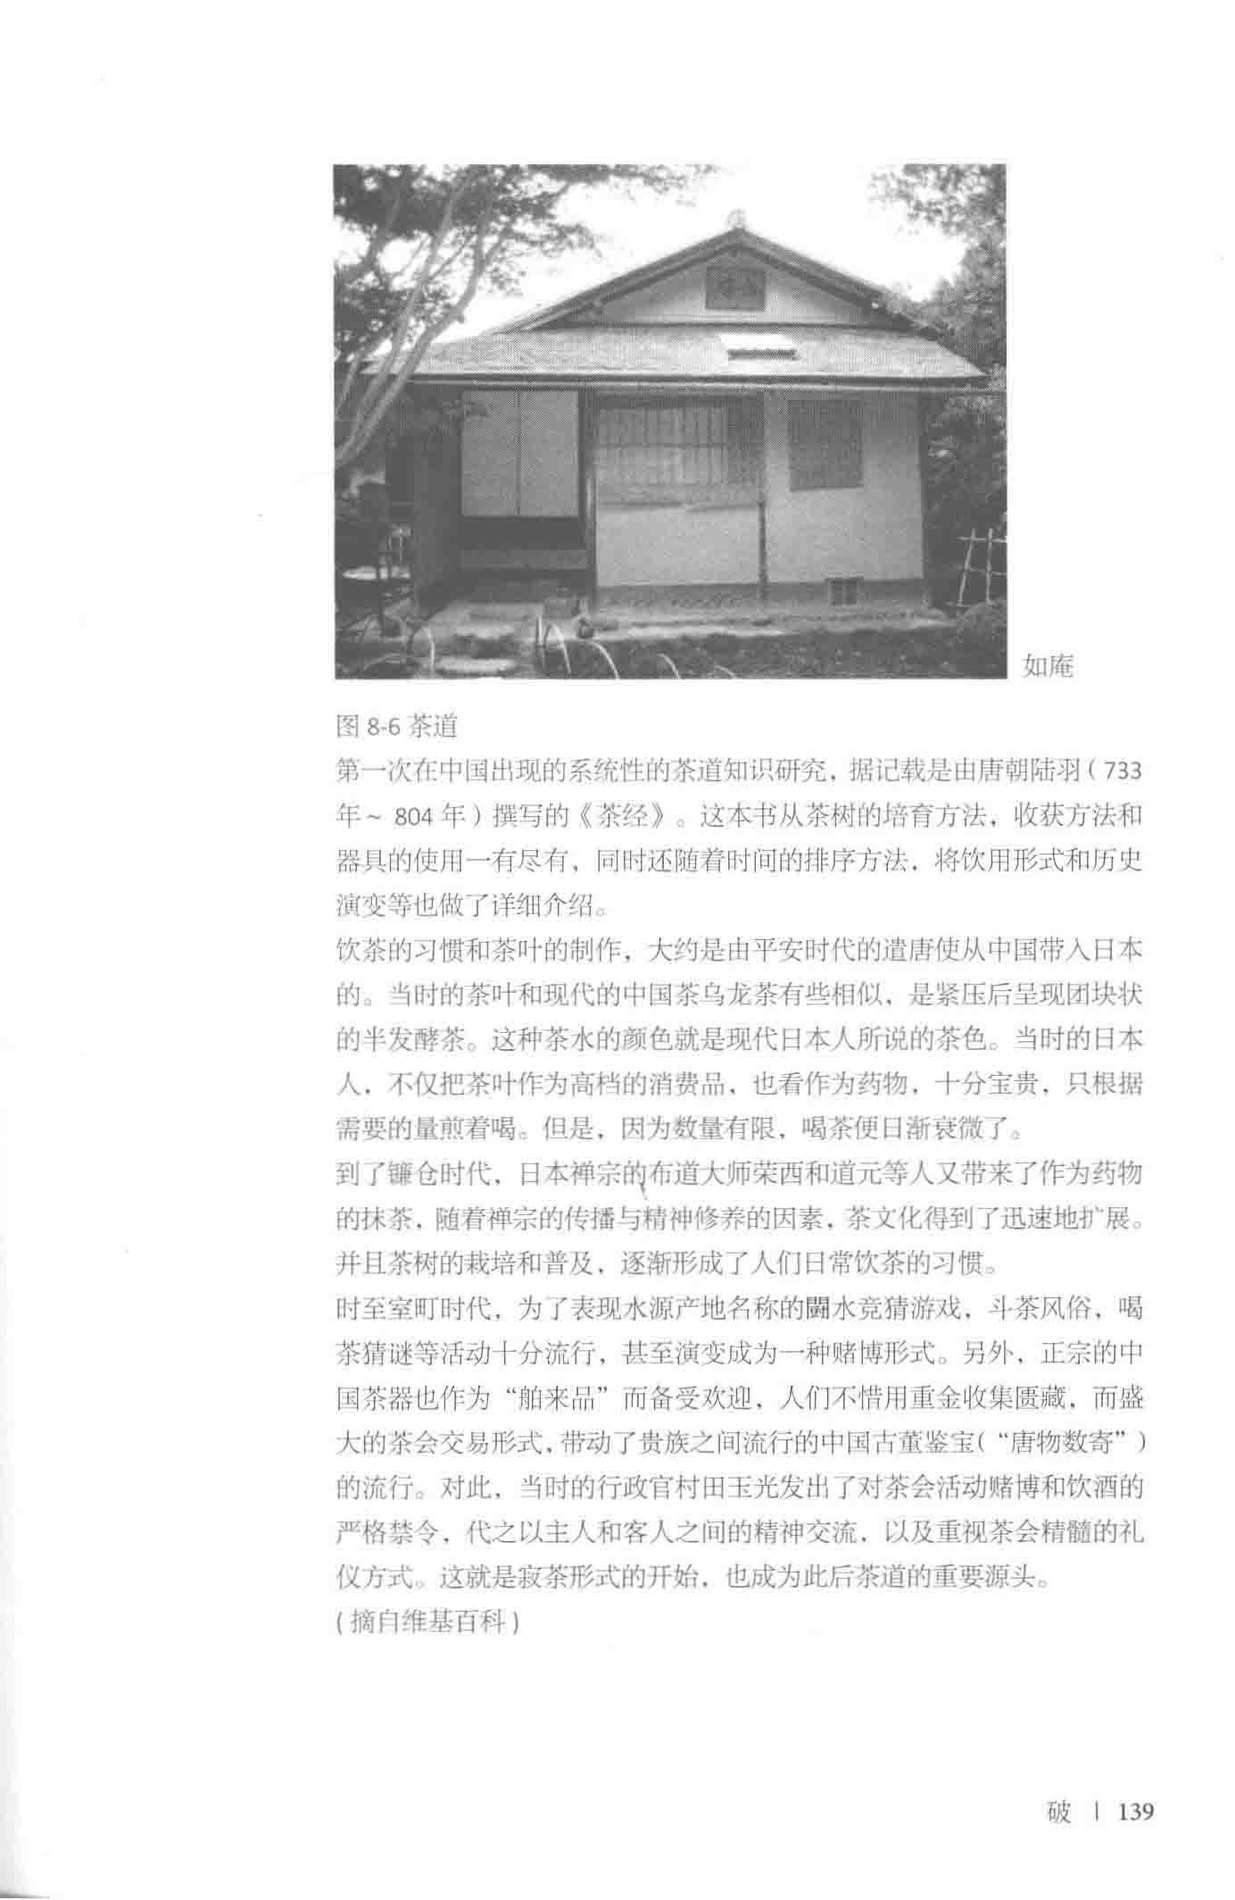 如庵
图 8-6 茶道
第一次在中国出现的系统性的茶道知识研究，据记载是由唐朝陆羽（733
年~ 804 年）撰写的《茶经》。这本书从茶树的培育方法，收获方法和
器具的使用一有尽有，同时还随着时间的排序方法，将饮用形式和历史
演变等也做了详细介绍。
饮茶的习惯和茶叶的制作，大约是由平安时代的遣唐使从中国带入日本
的。当时的茶叶和现代的中国茶乌龙茶有些相似，是紧压后呈现团块状
的半发酵茶。这种茶水的颜色就是现代日本人所说的茶色。当时的日本
人，不仅把茶叶作为高档的消费品，也看作为药物，十分宝贵，只根据
需要的量煎着喝。但是，因为数量有限，喝茶便日渐衰微了。
到了镰仓时代，日本禅宗的布道大师荣西和道元等人又带来了作为药物
的抹茶，随着禅宗的传播与精神修养的因素，茶文化得到了迅速地扩展。
并且茶树的栽培和普及，逐渐形成了人们日常饮茶的习惯。
时至室町时代，为了表现水源产地名称的闘水竞猜游戏，斗茶风俗，喝
茶猜谜等活动十分流行，甚至演变成为一种赌博形式。另外，正宗的中
国茶器也作为“舶来品”而备受欢迎，人们不惜用重金收集匮藏，而盛
大的茶会交易形式，带动了贵族之间流行的中国古董鉴宝（“唐物数寄”）
的流行。对此，当时的行政官村田玉光发出了对茶会活动赌博和饮酒的
严格禁令，代之以主人和客人之间的精神交流，以及重视茶会精髓的礼
仪方式。这就是寂茶形式的开始，也成为此后茶道的重要源头。
（摘自维基百科）
破 | 139